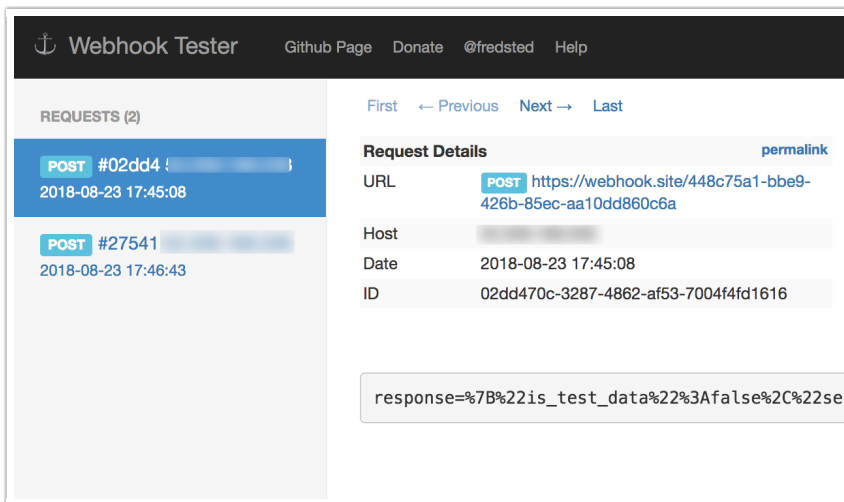 Webhook Tester Github Page Donate @fredsted Help
REQUESTS (2)
POST #02dd4
2018-08-23 17:45:08
POST #27541
2018-08-23 17:46:43
First ← Previous Next → Last
Request Details permalink
URL POST https://webhook.site/448c75a1-bbe9-
426b-85ec-aa10dd860c6a
Host
Date 2018-08-23 17:45:08
ID 02dd470c-3287-4862-af53-7004f4fd1616
response=%7B%22is_test_data%22%3Afalse%2C%22se